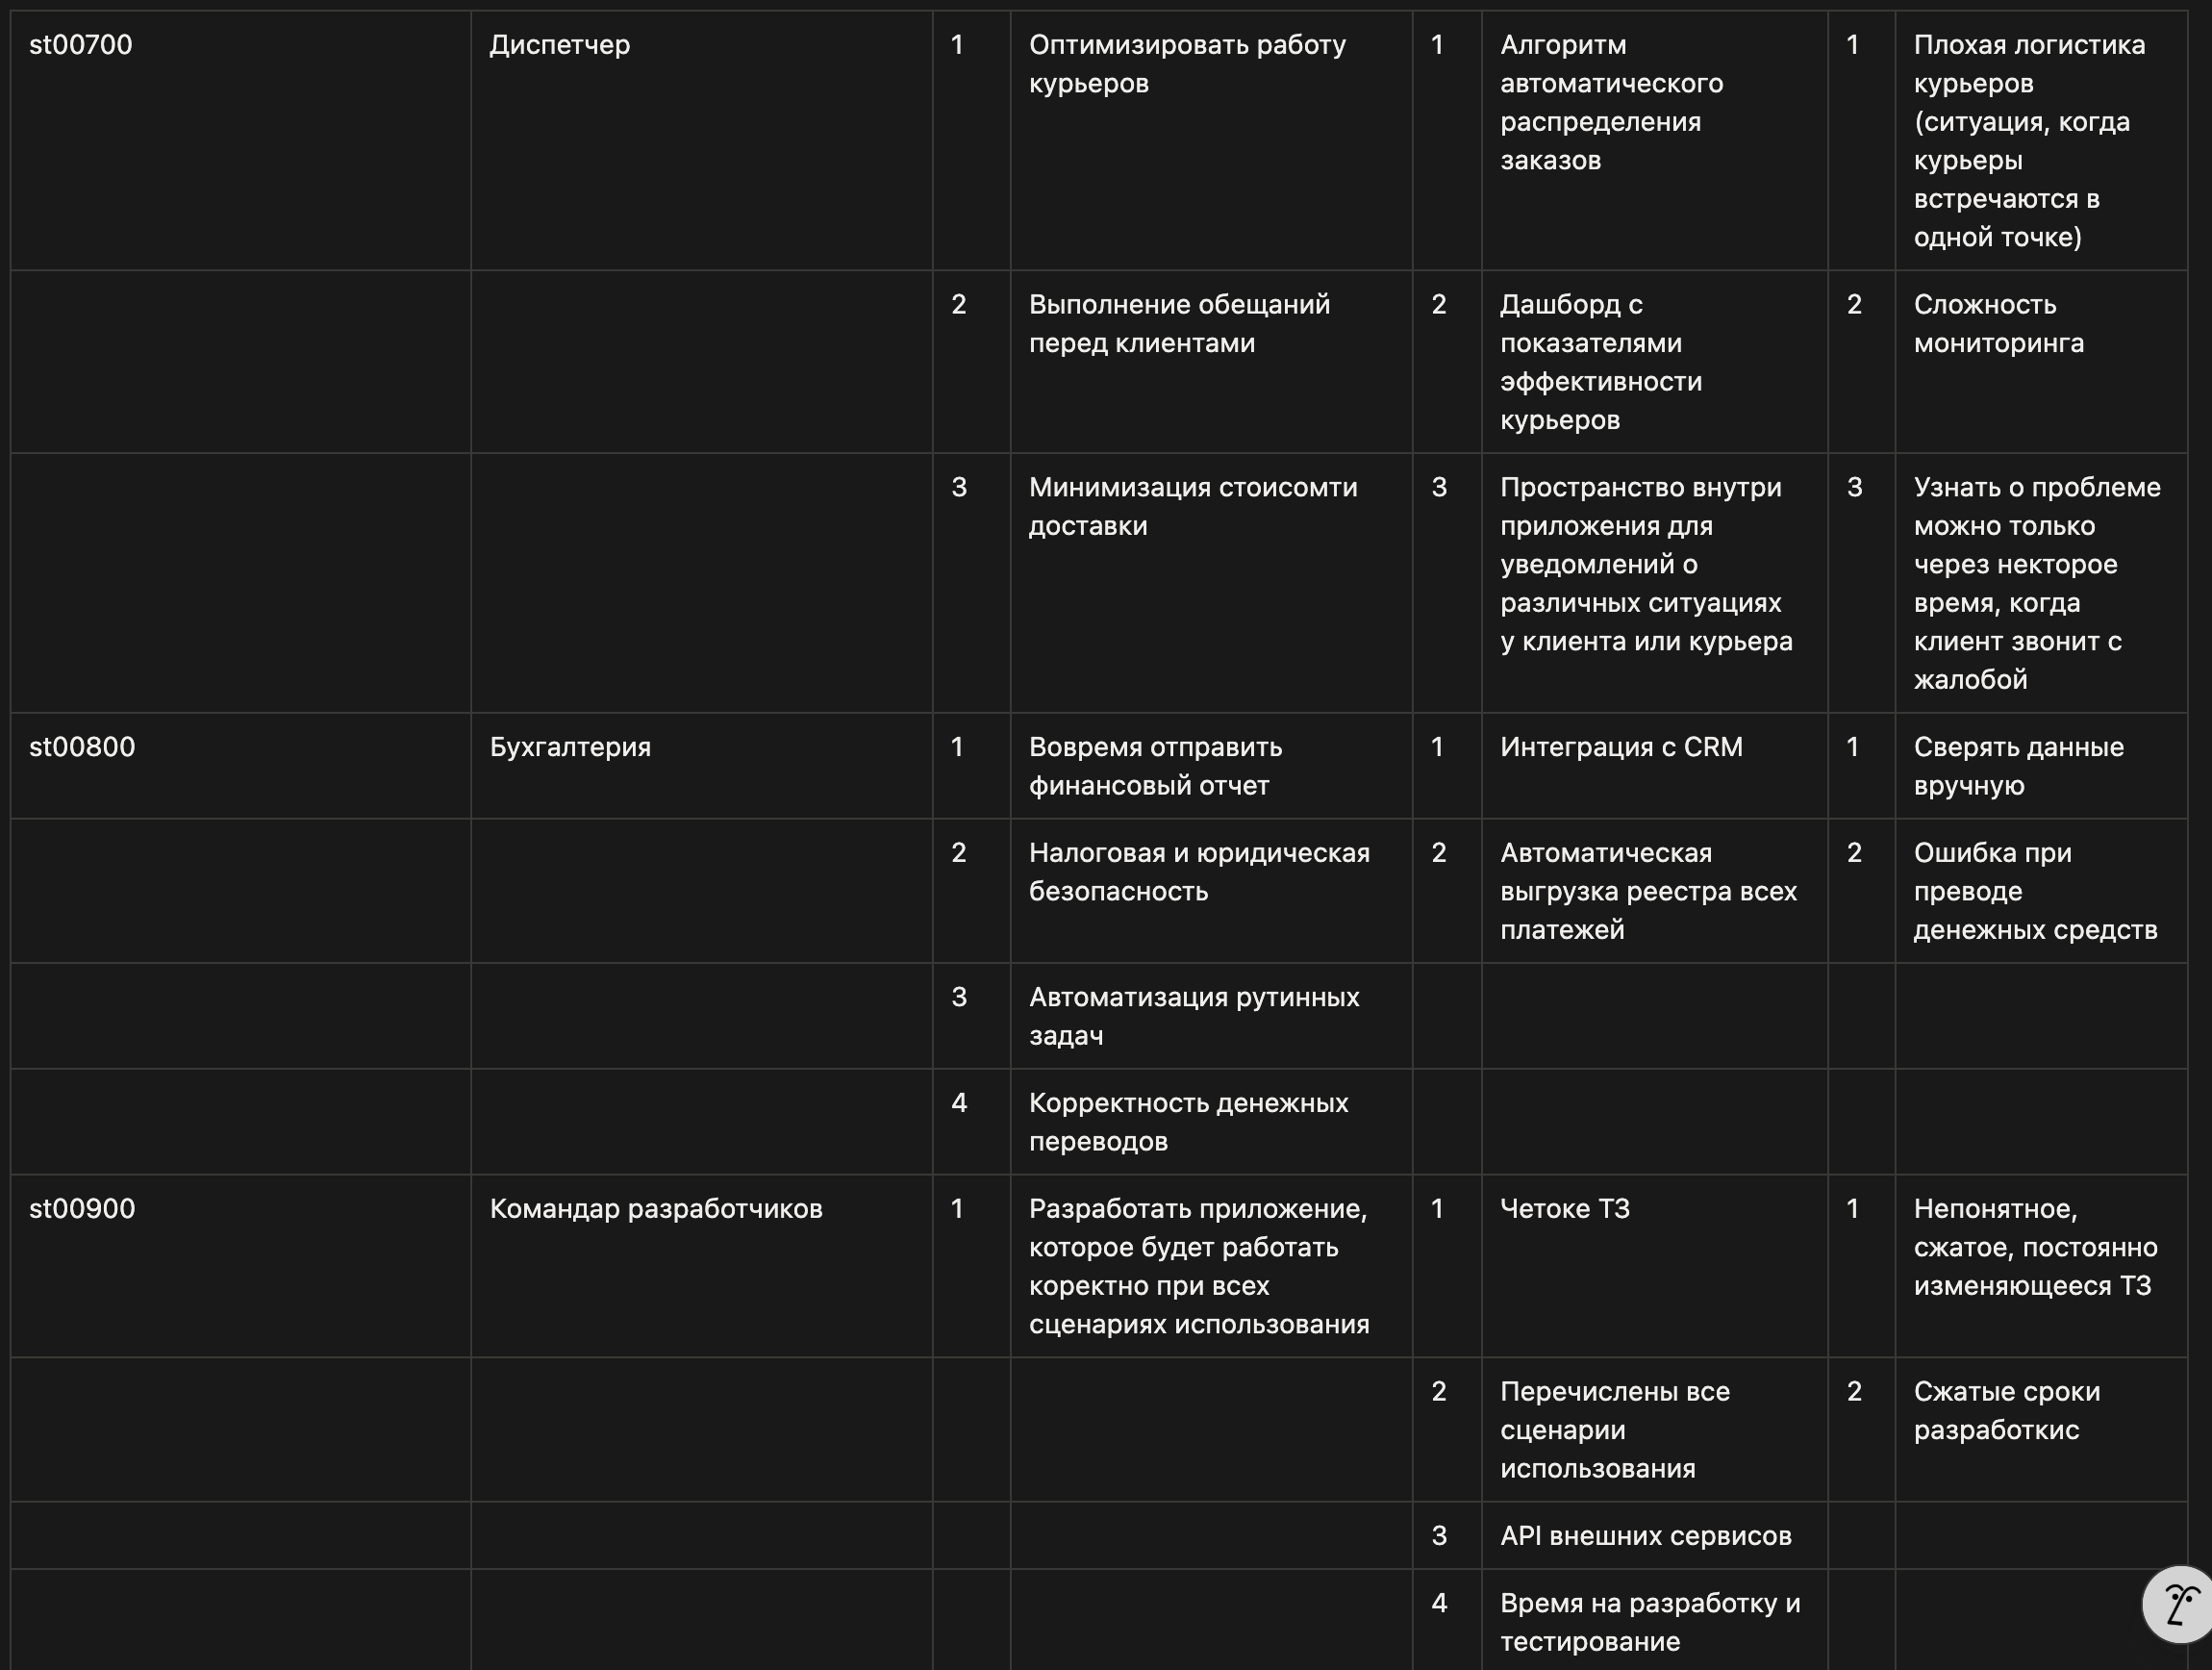 st00700
Диспетчер
1
Оптимизировать работу
курьеров
1
Алгоритм
автоматического
распределения
заказов
1
Плохая логистика
курьеров
(ситуация, когда
курьеры
встречаются в
одной точке)
2
Выполнение обещаний
перед клиентами
2
Дашборд с
показателями
эффективности
курьеров
2
Сложность
мониторинга
3
Минимизация стоисомти
доставки
3
Пространство внутри
приложения для
уведомлений о
различных ситуациях
у клиента или курьера
3
Узнать о проблеме
можно только
через некторое
время, когда
клиент звонит с
жалобой
st00800
Бухгалтерия
1
Вовремя отправить
финансовый отчет
1
Интеграция с CRM
1
Сверять данные
вручную
2
Налоговая и юридическая
безопасность
2
Автоматическая
выгрузка реестра всех
платежей
2
Ошибка при
преводе
денежных средств
3
Автоматизация рутинных
задач
4
Корректность денежных
переводов
st00900
Командар разработчиков
1
Разработать приложение,
которое будет работать
коректно при всех
сценариях использования
1
Четоке ТЗ
1
Непонятное,
сжатое, постоянно
изменяющееся ТЗ
2
Перечислены все
сценарии
использования
2
Сжатые сроки
разработкис
3
API внешних сервисов
4
Время на разработку и
тестирование